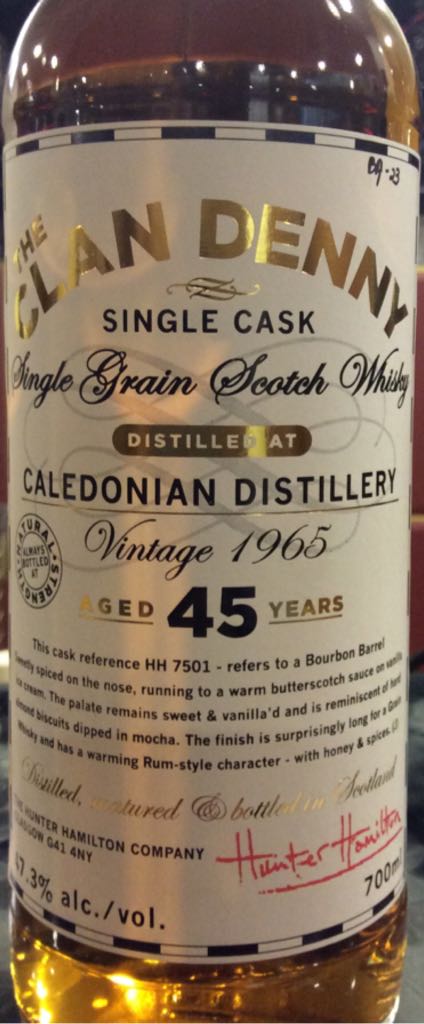 BA-23
THE
CLAN DENNY
SINGLE CASK
Single Grain Scotch Whisky
DISTILLED AT
CALEDONIAN DISTILLERY
Vintage 1965
NATURAL STRENGTH
ALWAYS
BOTTLED
AT
AGED 45 YEARS
This cask reference HH 7501 - refers to a Bourbon Barrel
Sweetly spiced on the nose, running to a warm butterscotch sauce on vanilla
ice cream. The palate remains sweet & vanilla'd and is reminiscent of hard
almond biscuits dipped in mocha. The finish is surprisingly long for a Grain
Whisky and has a warming Rum-style character - with honey & spices.
Distilled, matured & bottled in Scotland
THE HUNTER HAMILTON COMPANY
GLASGOW G41 4NY
Hunter Hamilton
47.3% alc./vol.
700ml